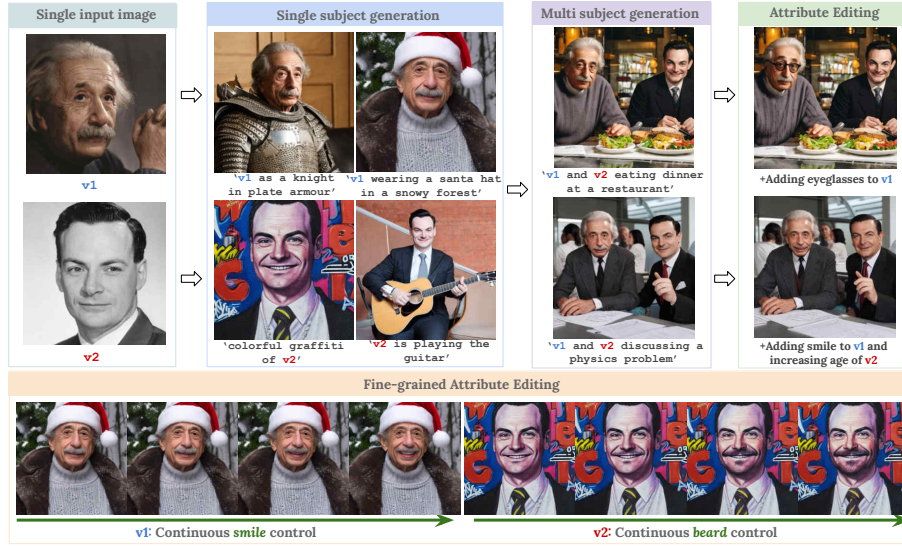 Single input image
Single subject generation
Multi subject generation
Attribute Editing
v1
'v1 as a knight
in plate armour'
'v1 wearing a santa hat
in a snowy forest'
'v1 and v2 eating dinner
at a restaurant'
+Adding eyeglasses to v1
v2
'colorful graffiti
of v2'
'v2 is playing the
guitar'
'v1 and v2 discussing a
physics problem'
+Adding smile to v1 and
increasing age of v2
Fine-grained Attribute Editing
v1: Continuous smile control
v2: Continuous beard control